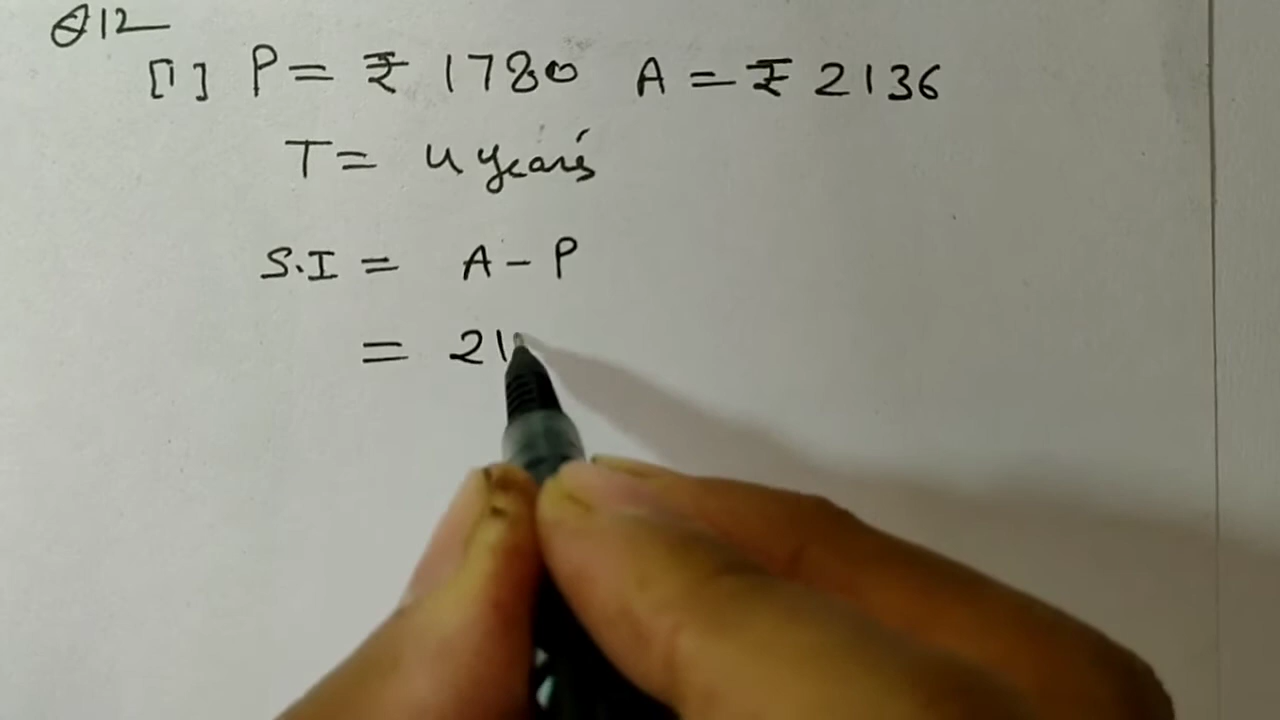 Q12
[1] P = ₹ 1780 A = ₹ 2136
T = 4 years
S.I = A - P
= 21